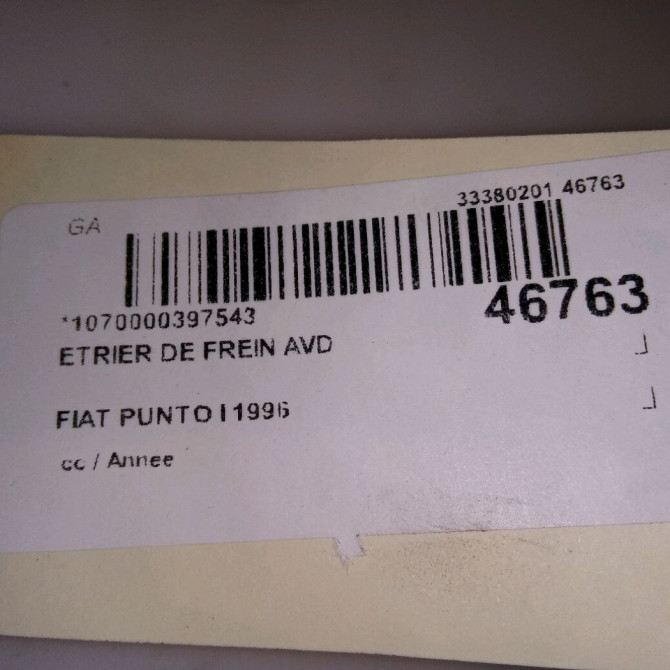 33380201 46763
GA
*1070000397543
46763
ETRIER DE FREIN AVD
FIAT PUNTO I 1996
cc / Annee